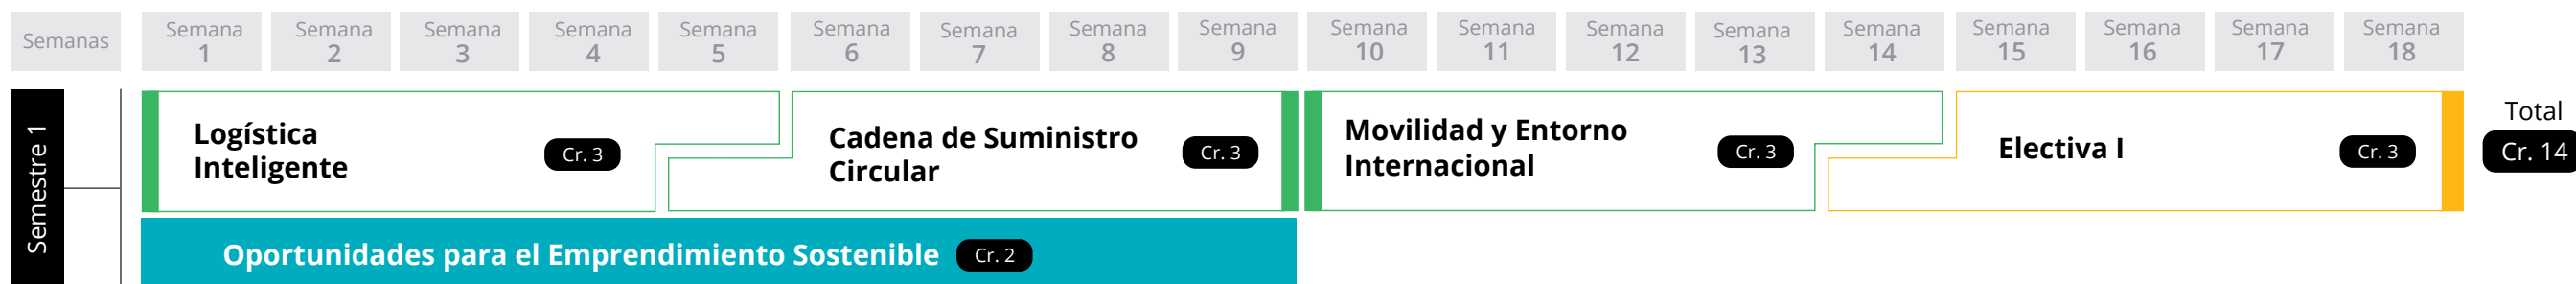 Semanas
Semana 1
Semana 2
Semana 3
Semana 4
Semana 5
Semana 6
Semana 7
Semana 8
Semana 9
Semana 10
Semana 11
Semana 12
Semana 13
Semana 14
Semana 15
Semana 16
Semana 17
Semana 18
Semestre 1
Logística
Inteligente
Cr. 3
Cadena de Suministro
Circular
Cr. 3
Movilidad y Entorno
Internacional
Cr. 3
Electiva I
Cr. 3
Total
Cr. 14
Oportunidades para el Emprendimiento Sostenible
Cr. 2